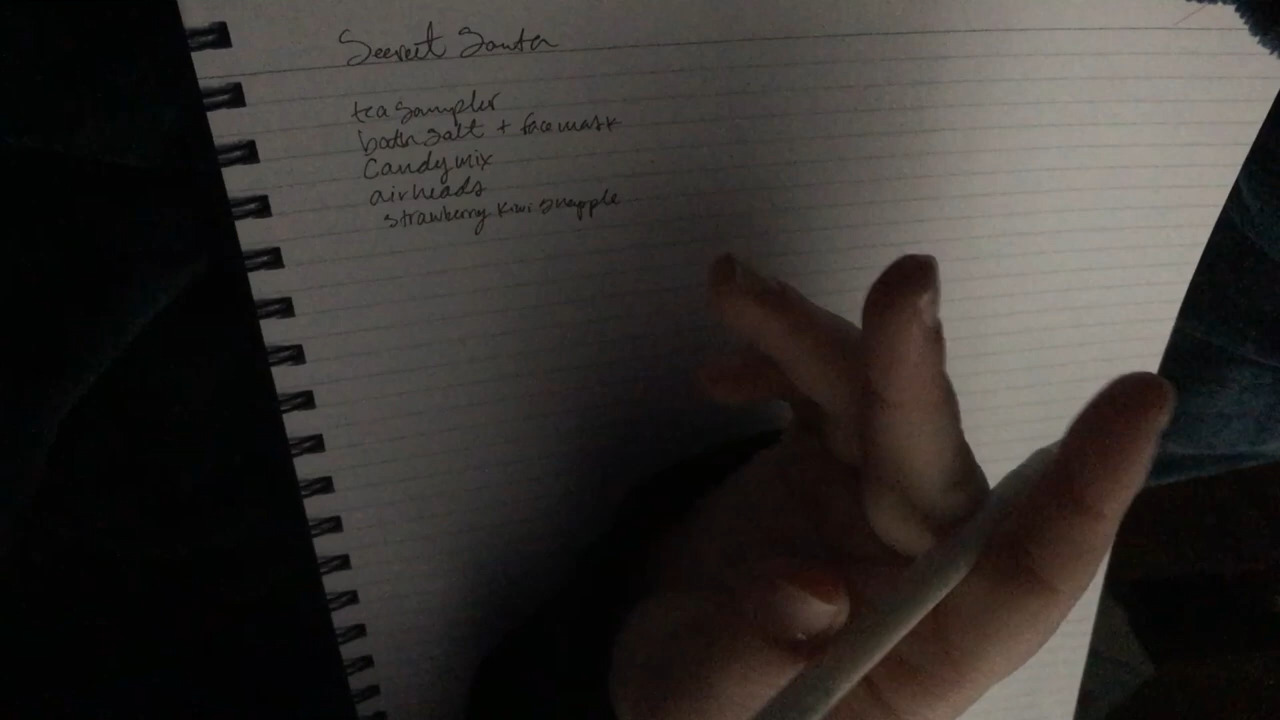 Secret Santa
tea sampler
bath salt + face mask
Candy mix
airheads
strawberry kiwi snapple